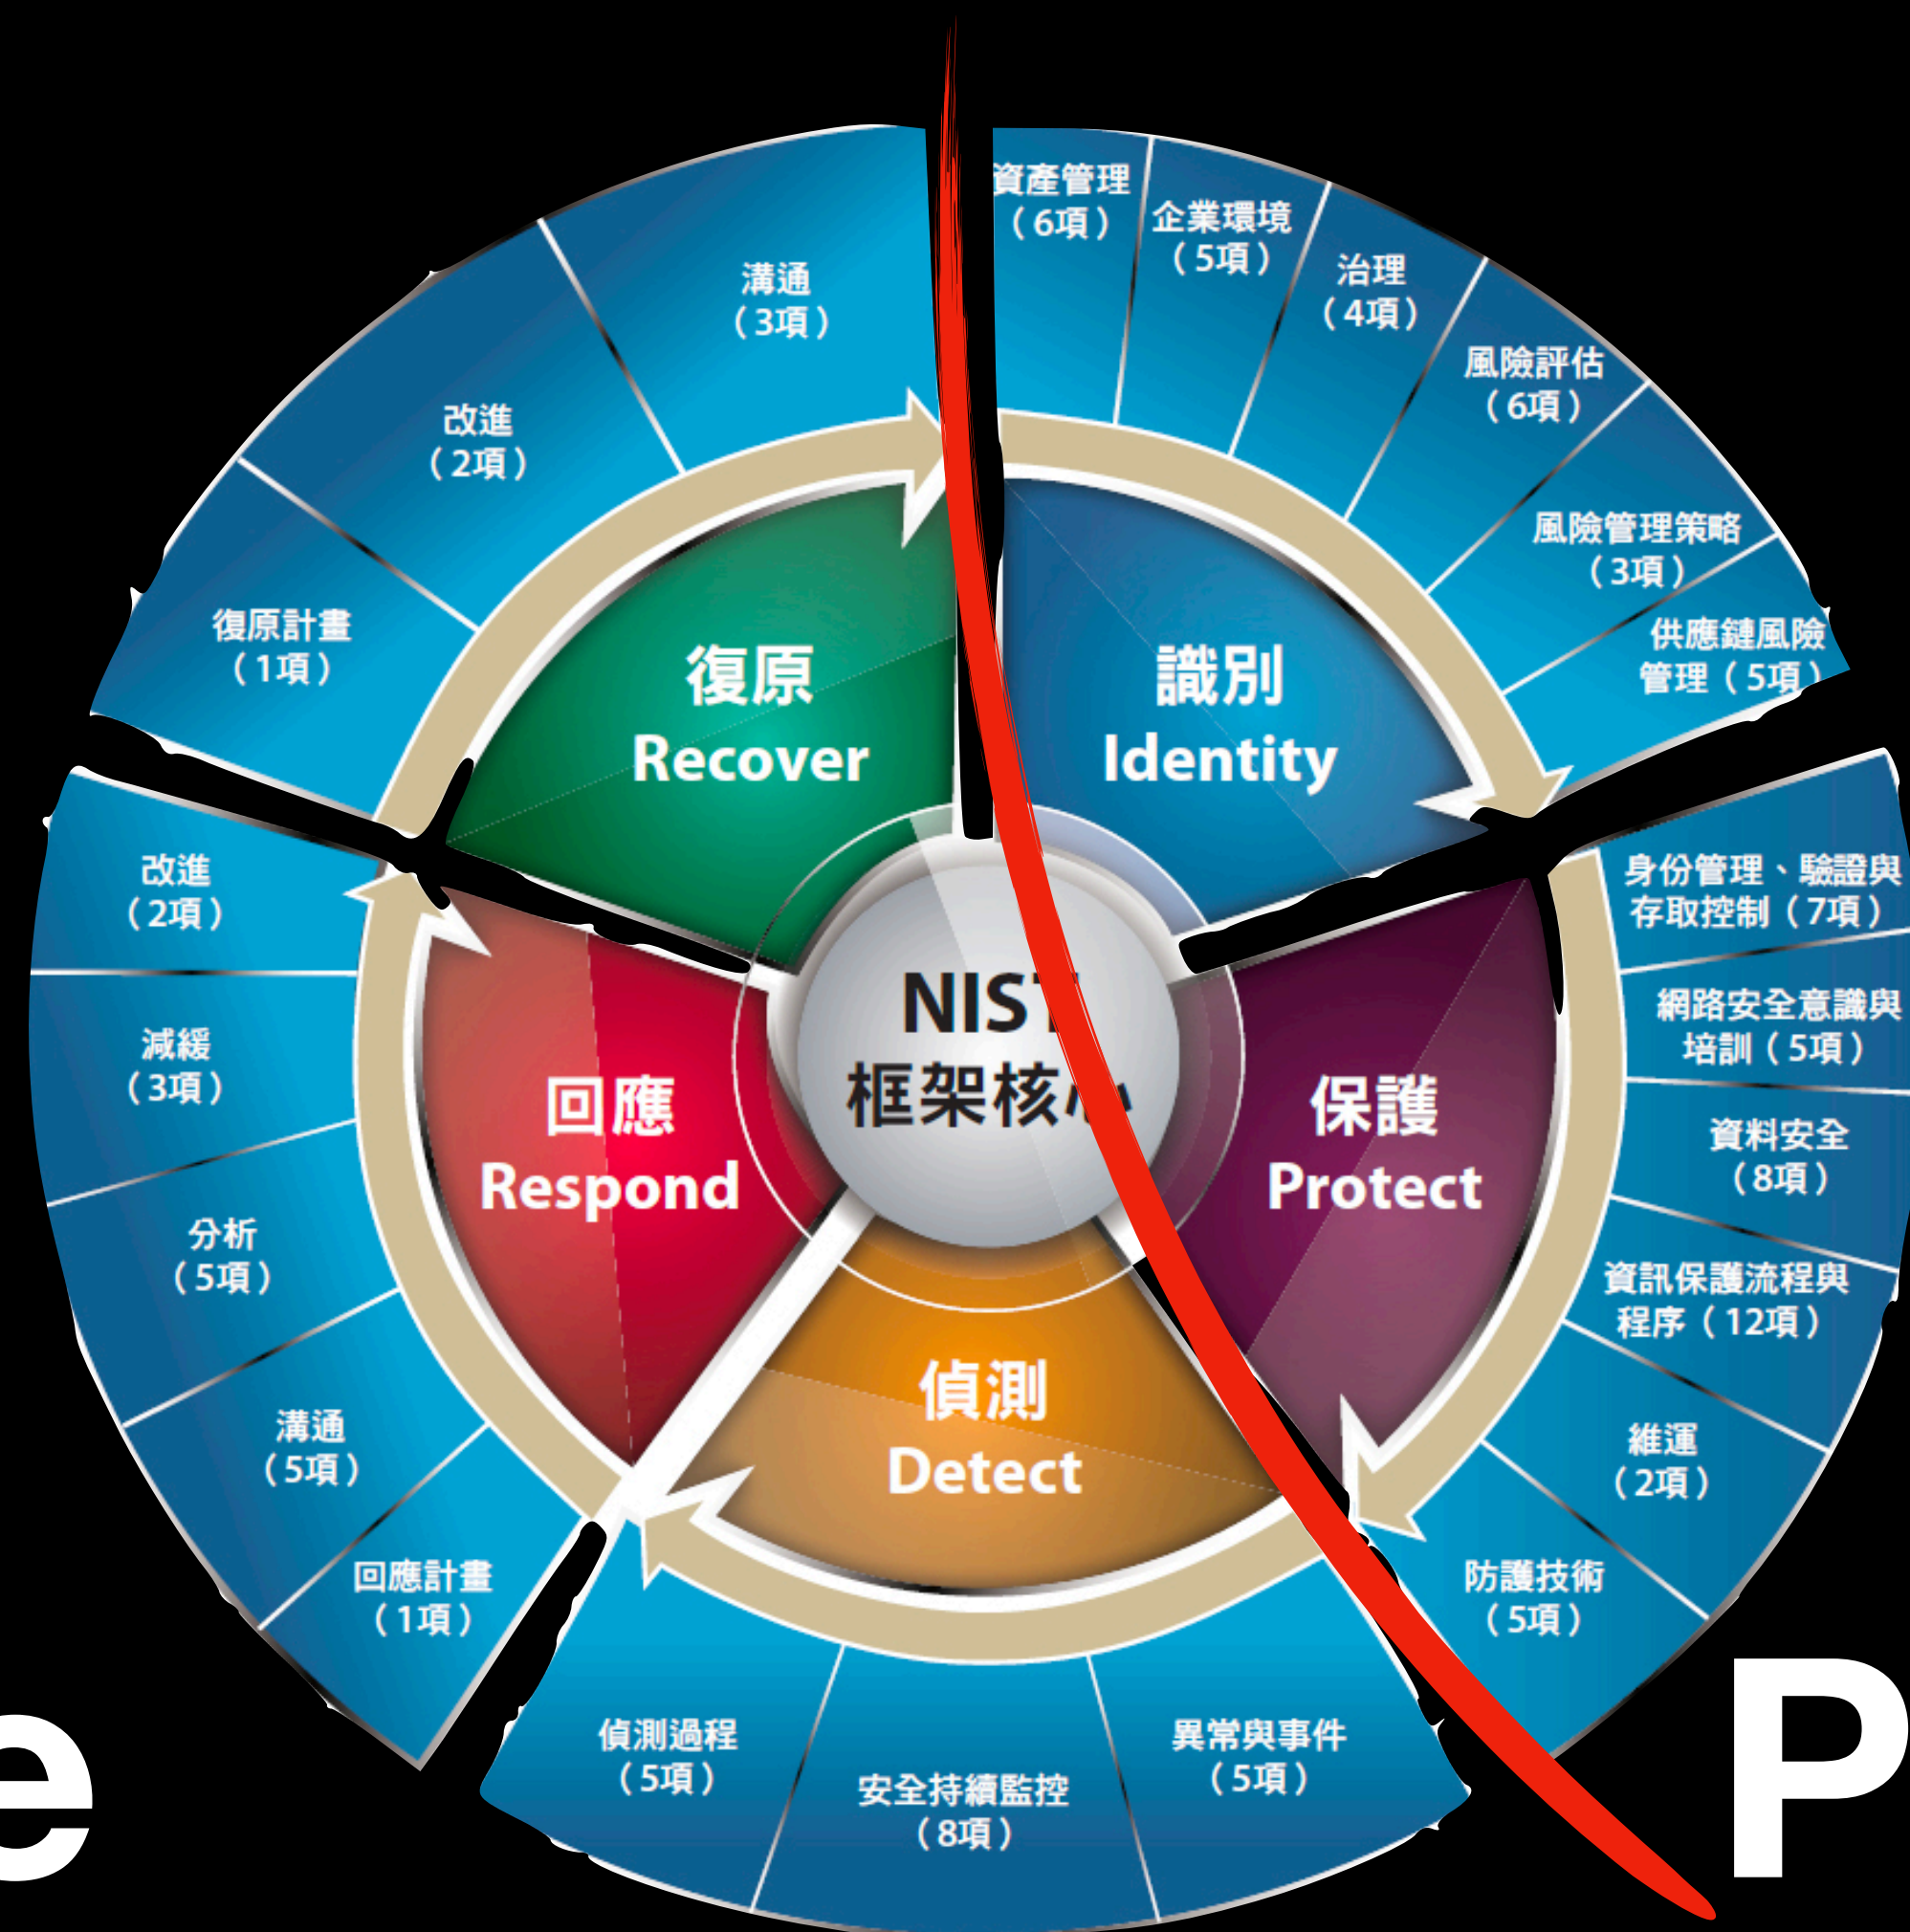 NIST
框架核心
識別
Identity
資產管理
（6項）
企業環境
（5項）
治理
（4項）
風險評估
（6項）
風險管理策略
（3項）
供應鏈風險
管理（5項）
保護
Protect
身份管理、驗證與
存取控制（7項）
網路安全意識與
培訓（5項）
資料安全
（8項）
資訊保護流程與
程序（12項）
維運
（2項）
防護技術
（5項）
偵測
Detect
異常與事件
（5項）
安全持續監控
（8項）
偵測過程
（5項）
回應
Respond
回應計畫
（1項）
溝通
（5項）
分析
（5項）
減緩
（3項）
改進
（2項）
復原
Recover
復原計畫
（1項）
改進
（2項）
溝通
（3項）
e
P